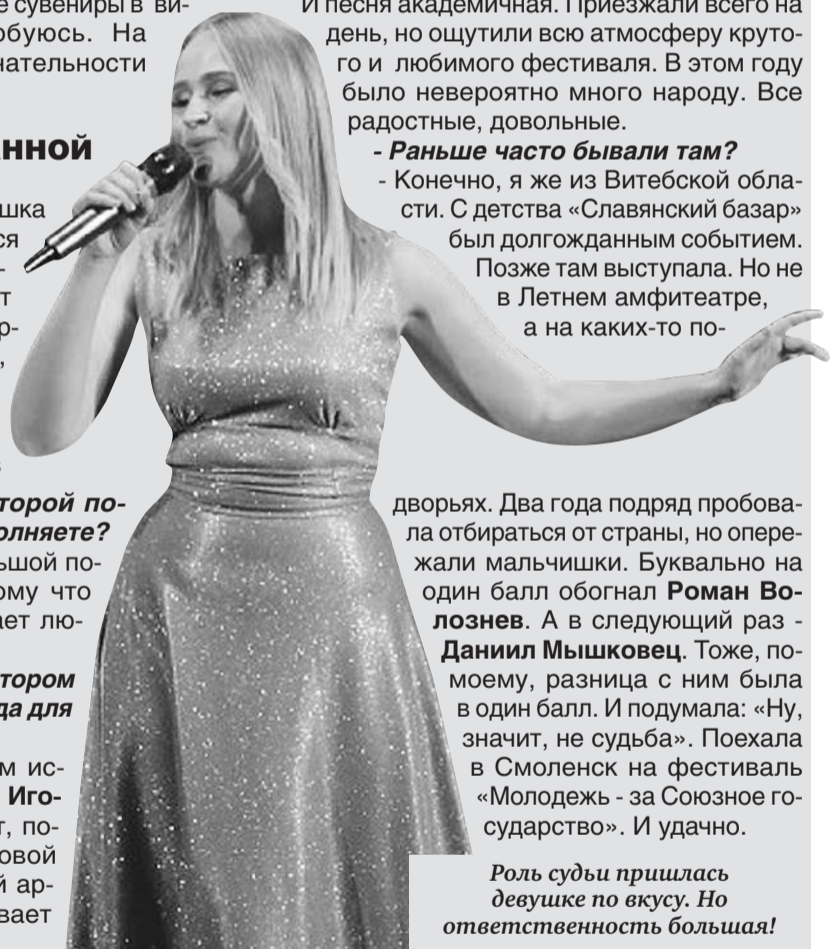 е сувениры в ви-
обуюсь. На
нательности
нной
шка
ся
-
т
р-
,
торой по-
олняете?
ьшой по-
ому что
ает лю-
тором
да для
м ис-
Иго-
т, по-
овой
й ар-
вает
И песня академичная. Приезжали всего на
день, но ощутили всю атмосферу круто-
го и любимого фестиваля. В этом году
было невероятно много народу. Все
радостные, довольные.
- Раньше часто бывали там?
- Конечно, я же из Витебской обла-
сти. С детства «Славянский базар»
был долгожданным событием.
Позже там выступала. Но не
в Летнем амфитеатре,
а на каких-то по-
дворьях. Два года подряд пробова-
ла отбираться от страны, но опере-
жали мальчишки. Буквально на
один балл обогнал Роман Во-
лознев. А в следующий раз -
Даниил Мышковец. Тоже, по-
моему, разница с ним была
в один балл. И подумала: «Ну,
значит, не судьба». Поехала
в Смоленск на фестиваль
«Молодежь - за Союзное го-
сударство». И удачно.
Роль судьи пришлась
девушке по вкусу. Но
ответственность большая!